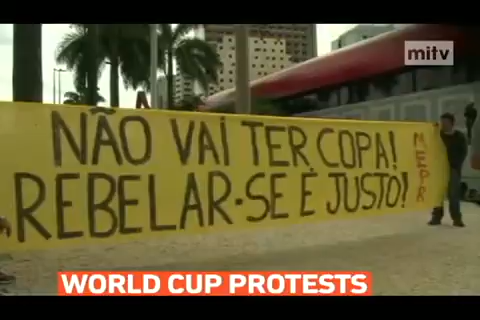 mitv
NÃO VAI TER COPA!
REBELAR-SE É JUSTO!
MEPR
WORLD CUP PROTESTS